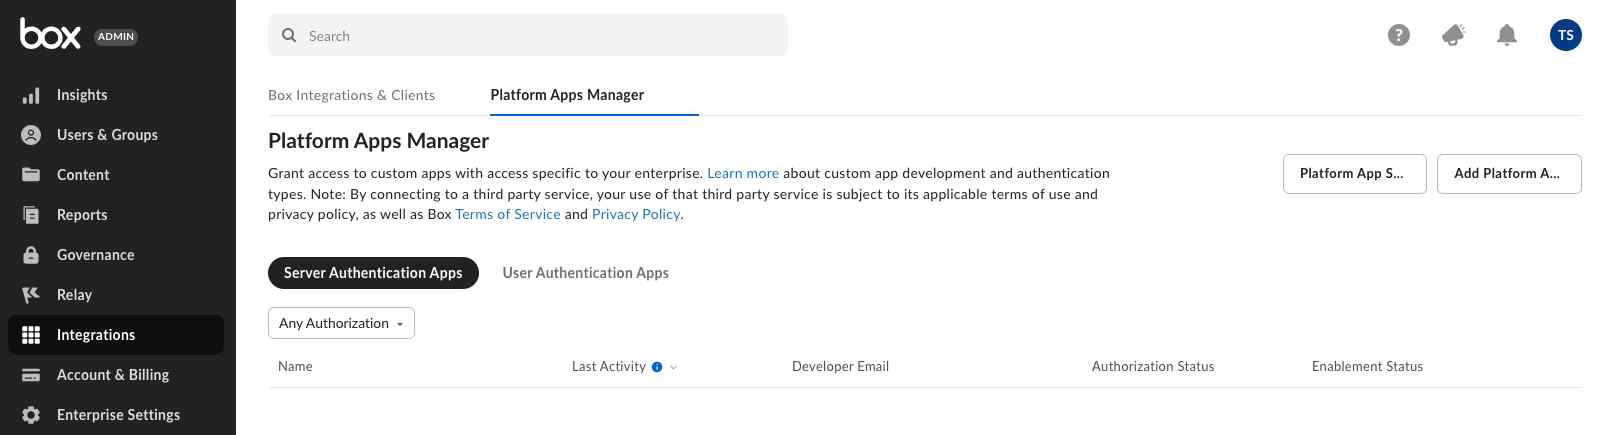 box ADMIN
Search
?
TS
Insights
Users & Groups
Content
Reports
Governance
Relay
Integrations
Account & Billing
Enterprise Settings
Box Integrations & Clients
Platform Apps Manager
Platform Apps Manager
Grant access to custom apps with access specific to your enterprise. Learn more about custom app development and authentication
types. Note: By connecting to a third party service, your use of that third party service is subject to its applicable terms of use and
privacy policy, as well as Box Terms of Service and Privacy Policy.
Platform App S...
Add Platform A...
Server Authentication Apps
User Authentication Apps
Any Authorization
Name
Last Activity
Developer Email
Authorization Status
Enablement Status